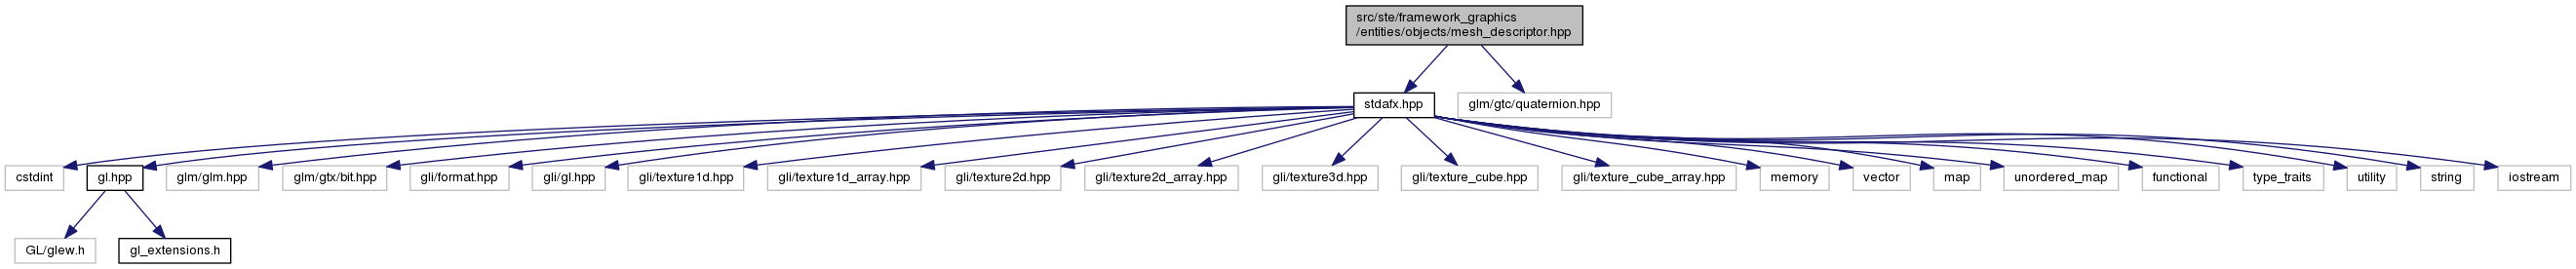 src/ste/framework_graphics
/entities/objects/mesh_descriptor.hpp
stdafx.hpp
glm/gtc/quaternion.hpp
cstdint
gl.hpp
glm/glm.hpp
glm/gtx/bit.hpp
gli/format.hpp
gli/gl.hpp
gli/texture1d.hpp
gli/texture1d_array.hpp
gli/texture2d.hpp
gli/texture2d_array.hpp
gli/texture3d.hpp
gli/texture_cube.hpp
gli/texture_cube_array.hpp
memory
vector
map
unordered_map
functional
type_traits
utility
string
iostream
GL/glew.h
gl_extensions.h